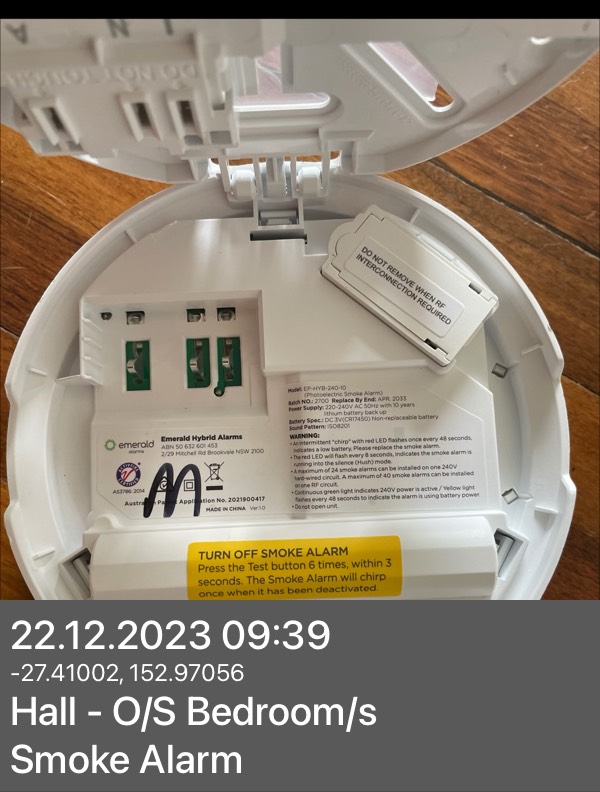 A N L
DO NOT TOUCH
DO NOT REMOVE WHEN RF
INTERCONNECTION REQUIRED
Model: EP-HYB-240-10
(Photoelectric Smoke Alarm)
Batch NO.: 2700 Replace By End: APR. 2033
Power Supply: 220-240V AC 50Hz with 10 years
lithium battery back up
Battery Spec.: DC 3V(CR17450) Non-replaceable battery
Sound Pattern: ISO8201
WARNING:
•An intermittent "chirp" with red LED flashes once every 48 seconds,
indicates a low battery. Please replace the smoke alarm.
•The red LED will flash every 8 seconds, indicates the smoke alarm is
running into the silence (Hush) mode.
•A maximum of 24 smoke alarms can be installed on one 240V
hard-wired circuit. A maximum of 40 smoke alarms can be installed
on one RF circuit.
•Continuous green light indicates 240V power is active / Yellow light
flashes every 48 seconds to indicate the alarm is using battery power
•Do not open unit.
emerald
alarms
Emerald Hybrid Alarms
ABN 50 632 601 453
2/29 Mitchell Rd Brookvale NSW 2100
AS3786: 2014
M
Application No. 2021900417
MADE IN CHINA Ver:1.0
TURN OFF SMOKE ALARM
Press the Test button 6 times, within 3
seconds. The Smoke Alarm will chirp
once when it has been deactivated.
22.12.2023 09:39
-27.41002, 152.97056
Hall - O/S Bedroom/s
Smoke Alarm